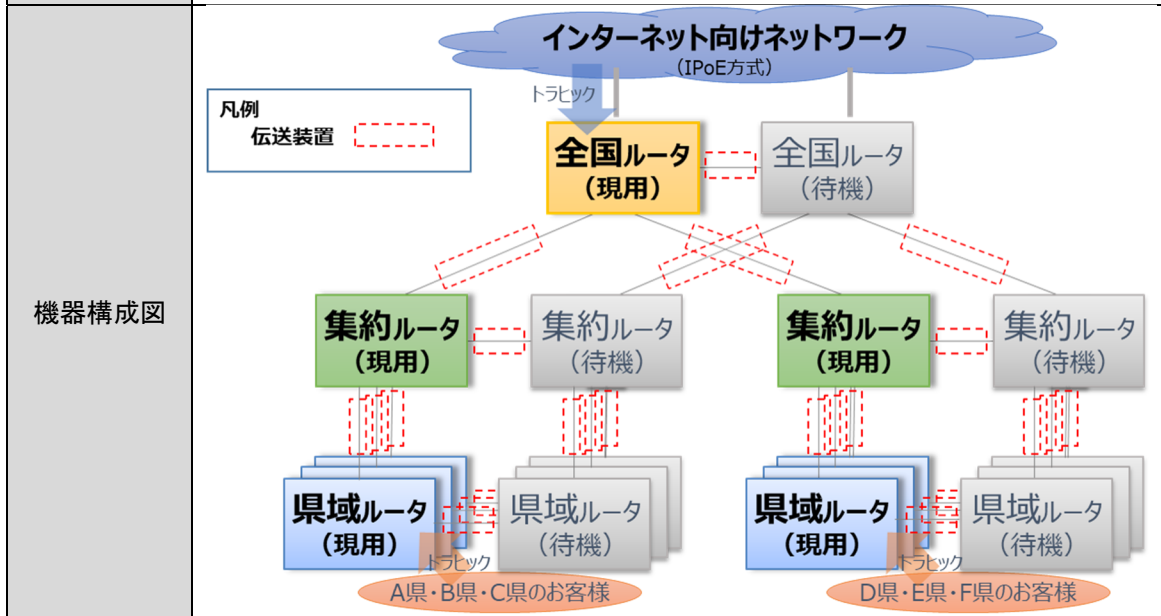 インターネット向けネットワーク
(IPoE方式)
トラヒック
凡例
伝送装置
全国ルータ
(現用)
全国ルータ
(待機)
機器構成図
集約ルータ
(現用)
集約ルータ
(待機)
集約ルータ
(現用)
集約ルータ
(待機)
県域ルータ
(現用)
県域ルータ
(待機)
県域ルータ
(現用)
県域ルータ
(待機)
トラヒック
トラヒック
A県・B県・C県のお客様
D県・E県・F県のお客様